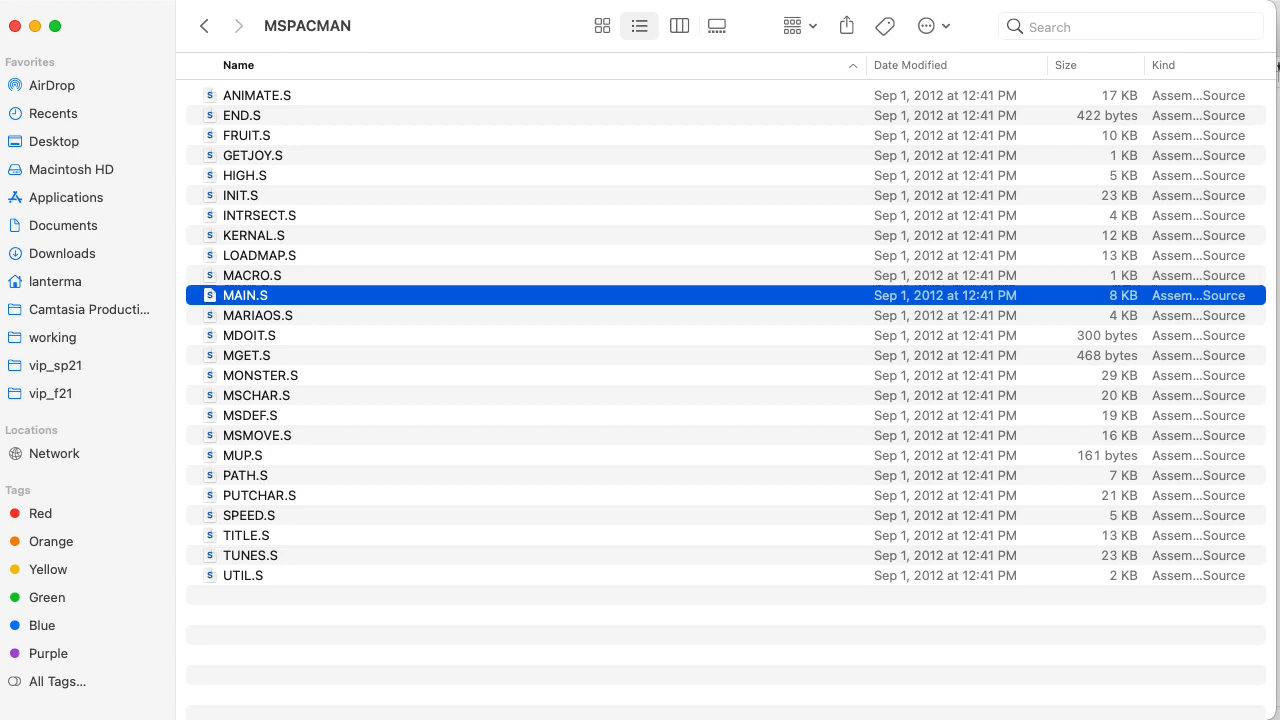 MSPACMAN
Search
Favorites
AirDrop
Recents
Desktop
Macintosh HD
Applications
Documents
Downloads
lanterma
Camtasia Producti...
working
vip_sp21
vip_f21
Locations
Network
Tags
Red
Orange
Yellow
Green
Blue
Purple
All Tags...
Name Date Modified Size Kind
S ANIMATE.S Sep 1, 2012 at 12:41 PM 17 KB Assem...Source
S END.S Sep 1, 2012 at 12:41 PM 422 bytes Assem...Source
S FRUIT.S Sep 1, 2012 at 12:41 PM 10 KB Assem...Source
S GETJOY.S Sep 1, 2012 at 12:41 PM 1 KB Assem...Source
S HIGH.S Sep 1, 2012 at 12:41 PM 5 KB Assem...Source
S INIT.S Sep 1, 2012 at 12:41 PM 23 KB Assem...Source
S INTRSECT.S Sep 1, 2012 at 12:41 PM 4 KB Assem...Source
S KERNAL.S Sep 1, 2012 at 12:41 PM 12 KB Assem...Source
S LOADMAP.S Sep 1, 2012 at 12:41 PM 13 KB Assem...Source
S MACRO.S Sep 1, 2012 at 12:41 PM 1 KB Assem...Source
S MAIN.S Sep 1, 2012 at 12:41 PM 8 KB Assem...Source
S MARIAOS.S Sep 1, 2012 at 12:41 PM 4 KB Assem...Source
S MDOIT.S Sep 1, 2012 at 12:41 PM 300 bytes Assem...Source
S MGET.S Sep 1, 2012 at 12:41 PM 468 bytes Assem...Source
S MONSTER.S Sep 1, 2012 at 12:41 PM 29 KB Assem...Source
S MSCHAR.S Sep 1, 2012 at 12:41 PM 20 KB Assem...Source
S MSDEF.S Sep 1, 2012 at 12:41 PM 19 KB Assem...Source
S MSMOVE.S Sep 1, 2012 at 12:41 PM 16 KB Assem...Source
S MUP.S Sep 1, 2012 at 12:41 PM 161 bytes Assem...Source
S PATH.S Sep 1, 2012 at 12:41 PM 7 KB Assem...Source
S PUTCHAR.S Sep 1, 2012 at 12:41 PM 21 KB Assem...Source
S SPEED.S Sep 1, 2012 at 12:41 PM 5 KB Assem...Source
S TITLE.S Sep 1, 2012 at 12:41 PM 13 KB Assem...Source
S TUNES.S Sep 1, 2012 at 12:41 PM 23 KB Assem...Source
S UTIL.S Sep 1, 2012 at 12:41 PM 2 KB Assem...Source